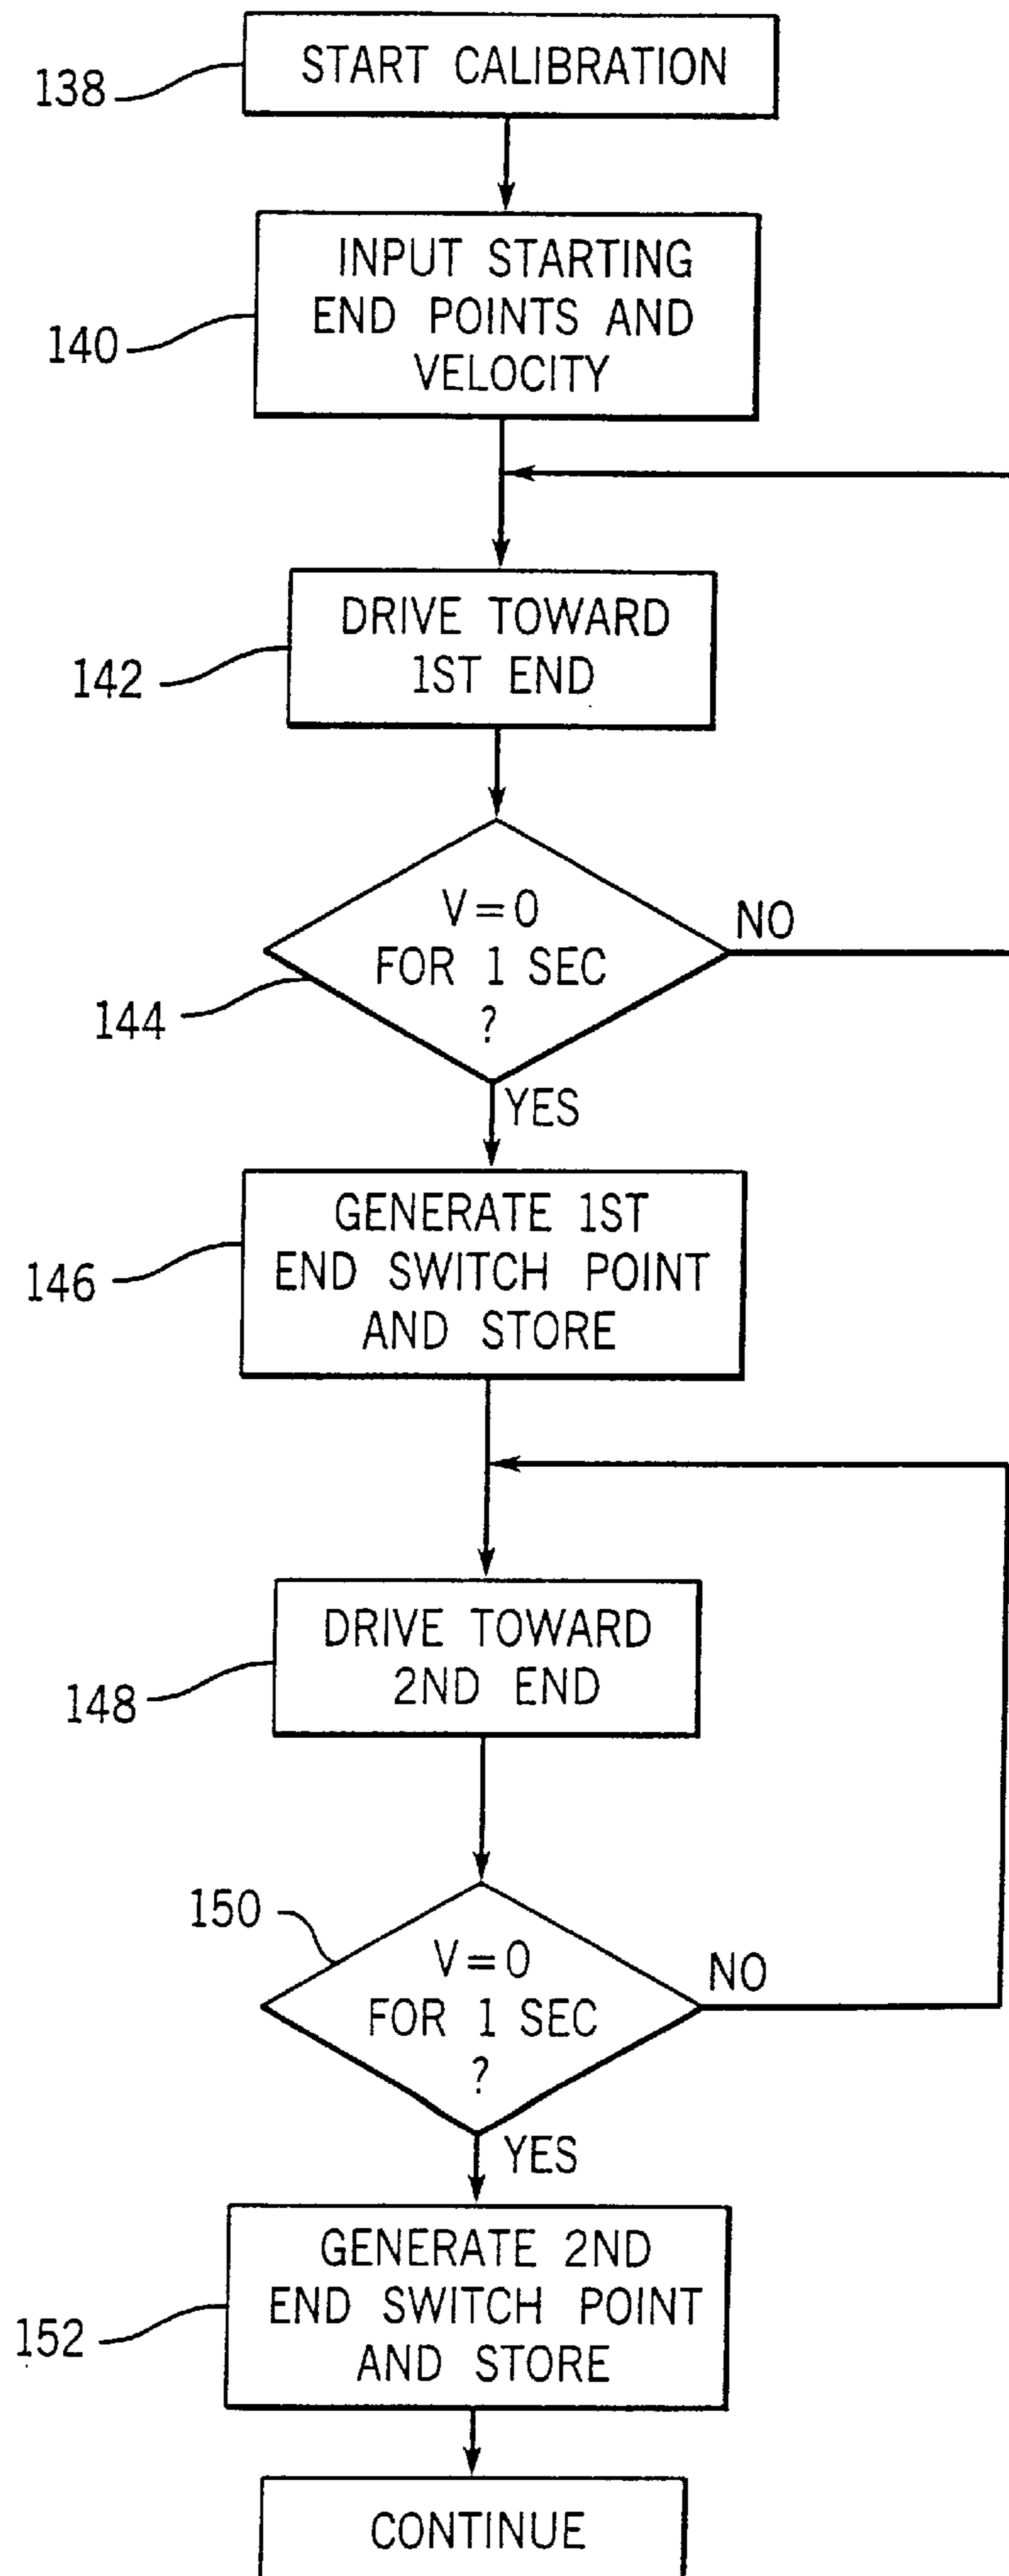 138
START CALIBRATION
140
INPUT STARTING
END POINTS AND
VELOCITY
142
DRIVE TOWARD
1ST END
144
V=0
FOR 1 SEC
?
NO
YES
146
GENERATE 1ST
END SWITCH POINT
AND STORE
148
DRIVE TOWARD
2ND END
150
V=0
FOR 1 SEC
?
NO
YES
152
GENERATE 2ND
END SWITCH POINT
AND STORE
CONTINUE